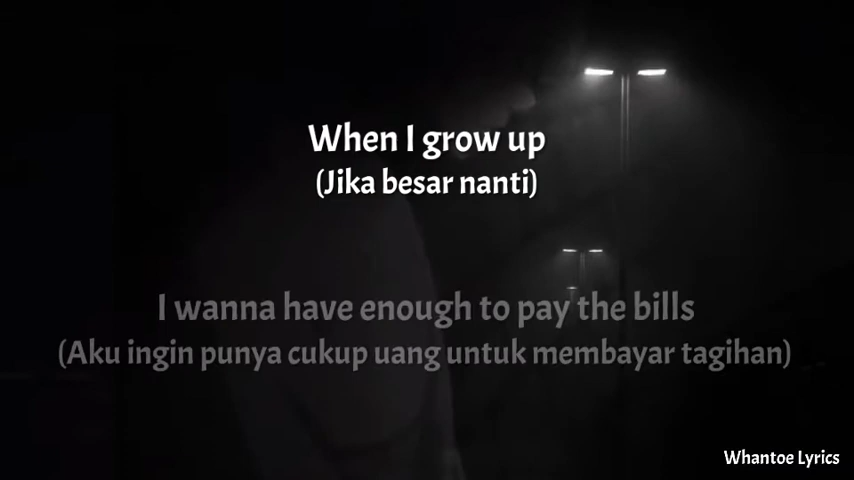 When I grow up
(Jika besar nanti)
I wanna have enough to pay the bills
(Aku ingin punya cukup uang untuk membayar tagihan)
Whantoe Lyrics